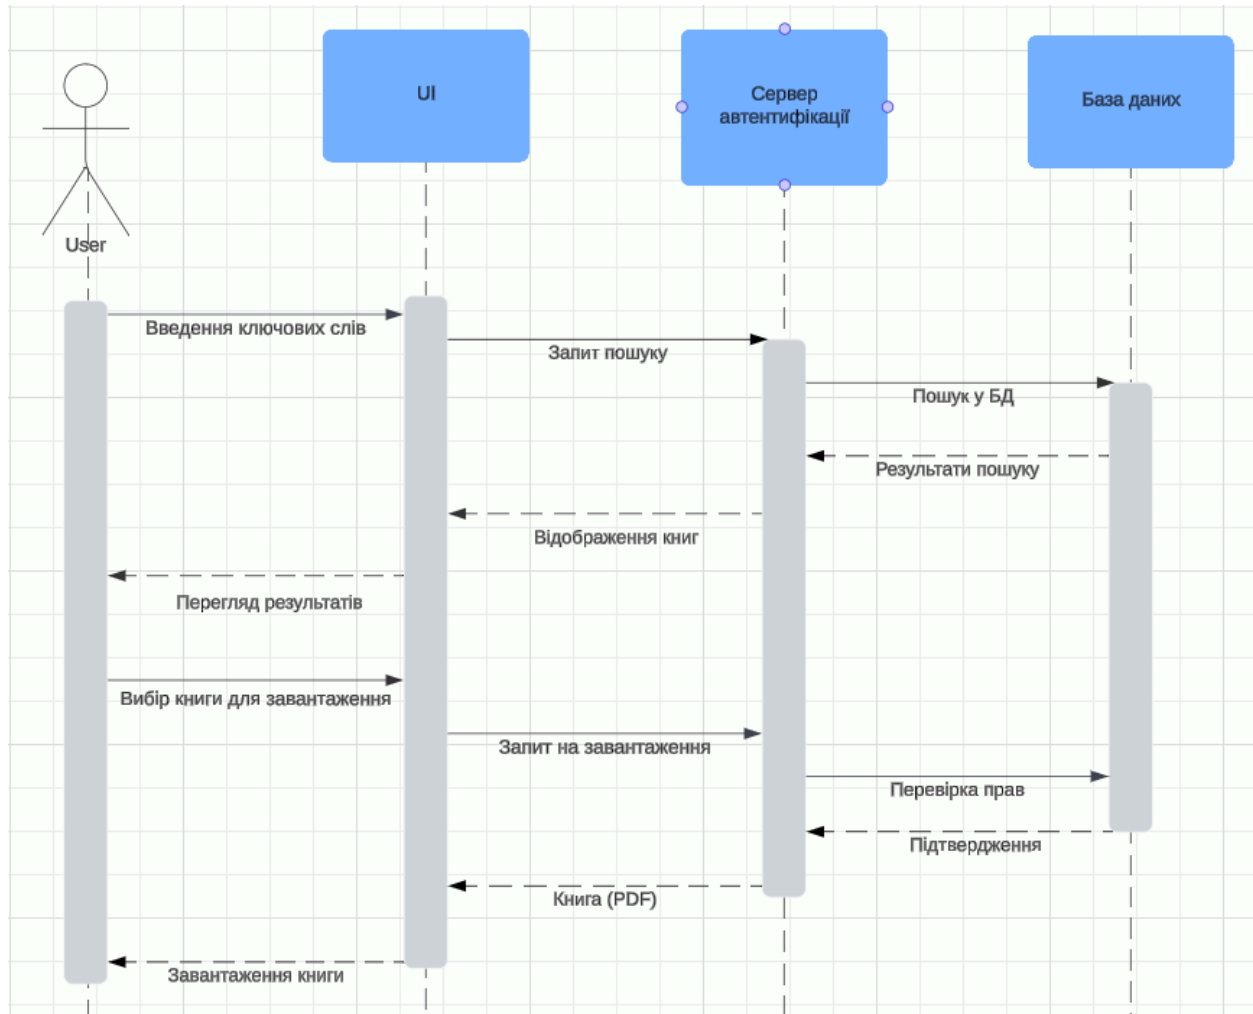 UI
Сервер
автентифікації
База даних
User
Введення ключових слів
Запит пошуку
Пошук у БД
Результати пошуку
Відображення книг
Перегляд результатів
Вибір книги для завантаження
Запит на завантаження
Перевірка прав
Підтвердження
Книга (PDF)
Завантаження книги